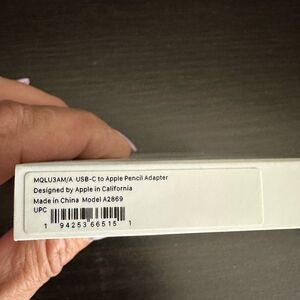 MQLU3AM/A USB-C to Apple Pencil Adapter
Designed by Apple in California
Made in China Model A2869
UPC
1 94253 66515 1